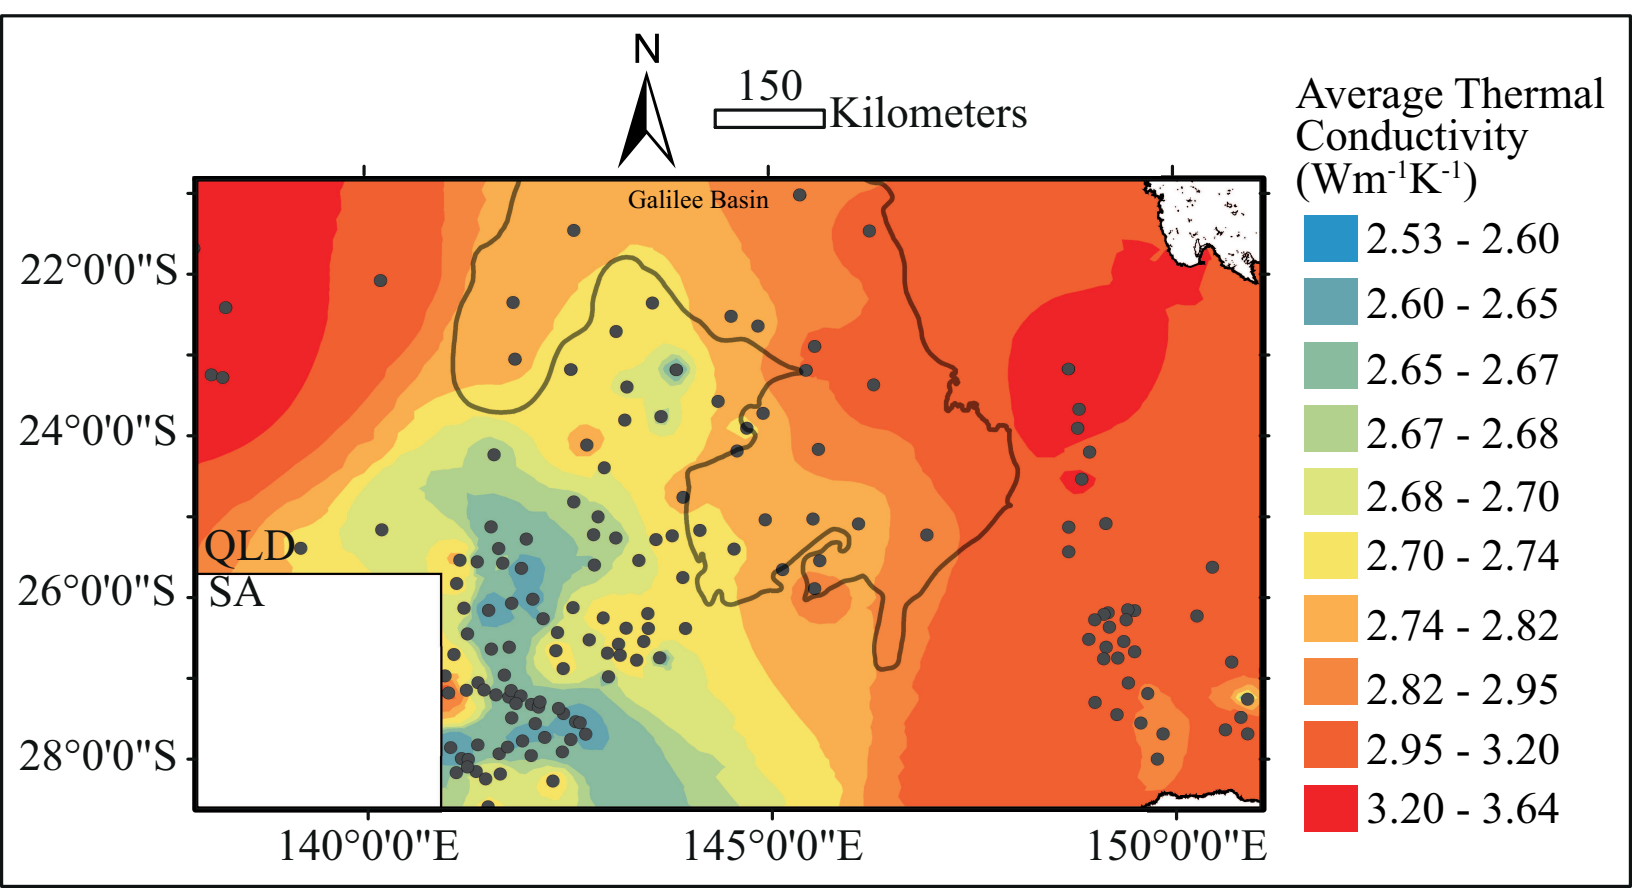 N
150
Kilometers
Galilee Basin
22°0'0"S
24°0'0"S
26°0'0"S
28°0'0"S
QLD
SA
140°0'0"E
145°0'0"E
150°0'0"E
Average Thermal
Conductivity
(Wm⁻¹K⁻¹)
2.53 - 2.60
2.60 - 2.65
2.65 - 2.67
2.67 - 2.68
2.68 - 2.70
2.70 - 2.74
2.74 - 2.82
2.82 - 2.95
2.95 - 3.20
3.20 - 3.64